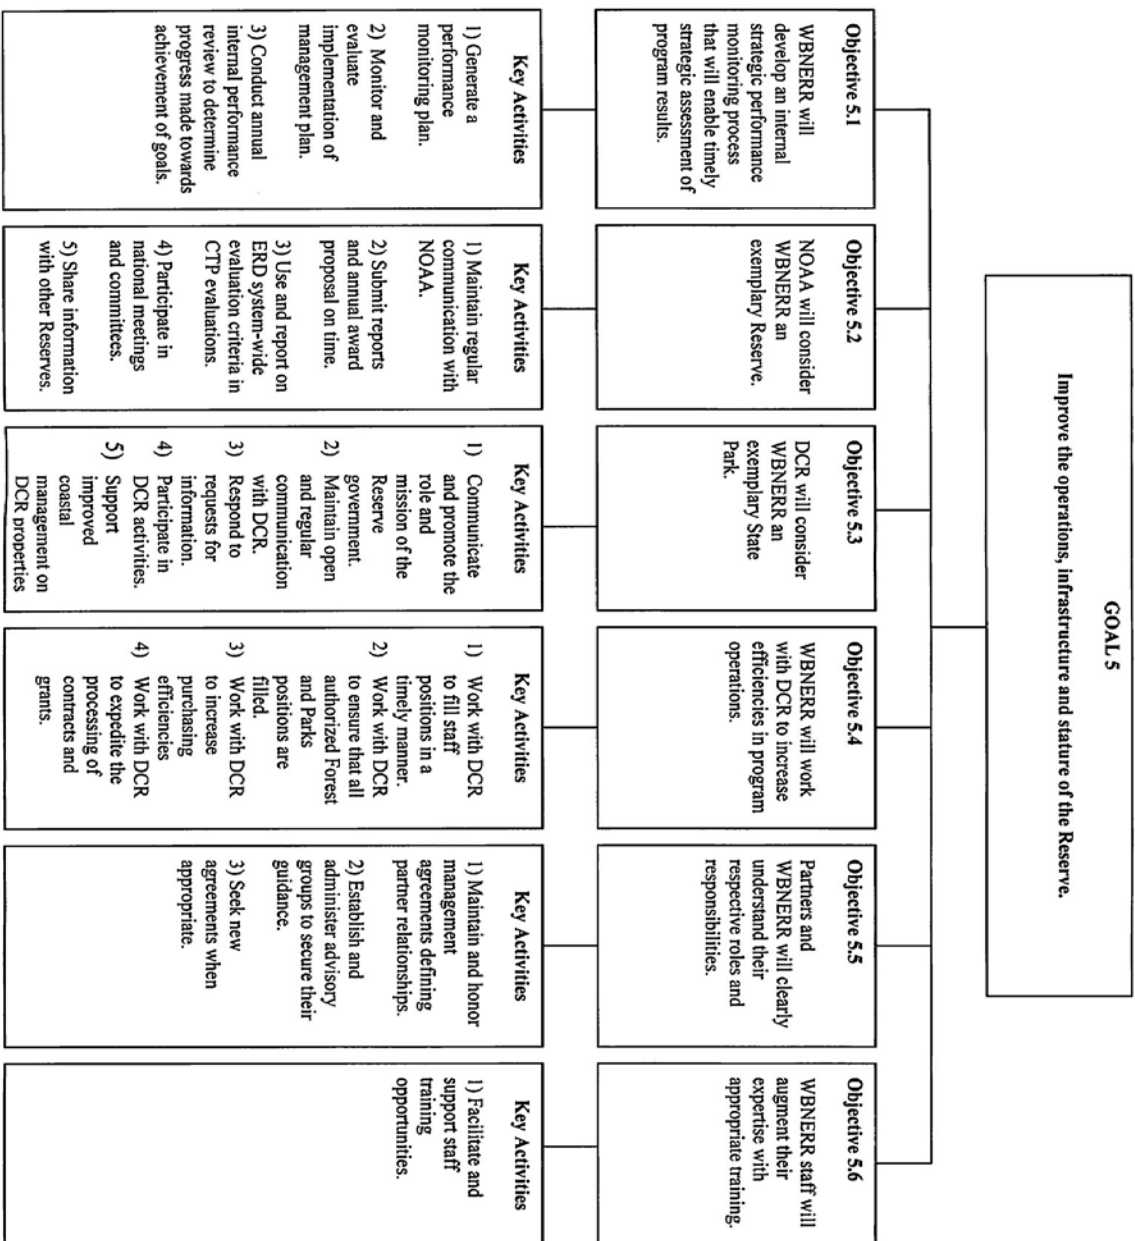 GOAL 5
Improve the operations, infrastructure and stature of the Reserve.
Objective 5.1
WBNERR will
develop an internal
strategic performance
monitoring process
that will enable timely
strategic assessment of
program results.
Key Activities
1) Generate a
performance
monitoring plan.
2) Monitor and
evaluate
implementation of
management plan.
3) Conduct annual
internal performance
review to determine
progress made towards
achievement of goals.
Objective 5.2
NOAA will consider
WBNERR an
exemplary Reserve.
Key Activities
1) Maintain regular
communication with
NOAA.
2) Submit reports
and annual award
proposal on time.
3) Use and report on
ERD system-wide
evaluation criteria in
CTP evaluations.
4) Participate in
national meetings
and committees.
5) Share information
with other Reserves.
Objective 5.3
DCR will consider
WBNERR an
exemplary State
Park.
Key Activities
1) Communicate
and promote the
role and
mission of the
Reserve
government.
2) Maintain open
and regular
communication
with DCR.
3) Respond to
requests for
information.
4) Participate in
DCR activities.
5) Support
improved
coastal
management on
DCR properties
Objective 5.4
WBNERR will work
with DCR to increase
efficiencies in program
operations.
Key Activities
1) Work with DCR
to fill staff
positions in a
timely manner.
2) Work with DCR
to ensure that all
authorized Forest
and Parks
positions are
filled.
3) Work with DCR
to increase
purchasing
efficiencies
4) Work with DCR
to expedite the
processing of
contracts and
grants.
Objective 5.5
Partners and
WBNERR will clearly
understand their
respective roles and
responsibilities.
Key Activities
1) Maintain and honor
management
agreements defining
partner relationships.
2) Establish and
administer advisory
groups to secure their
guidance.
3) Seek new
agreements when
appropriate.
Objective 5.6
WBNERR staff will
augment their
expertise with
appropriate training.
Key Activities
1) Facilitate and
support staff
training
opportunities.